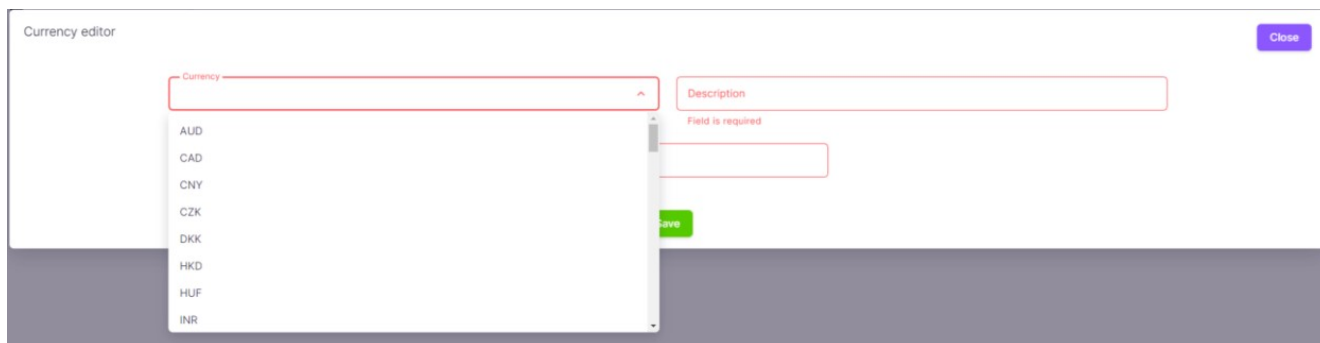 Currency editor
Close
Currency
Description
Field is required
AUD
CAD
CNY
CZK
DKK
HKD
HUF
INR
Save